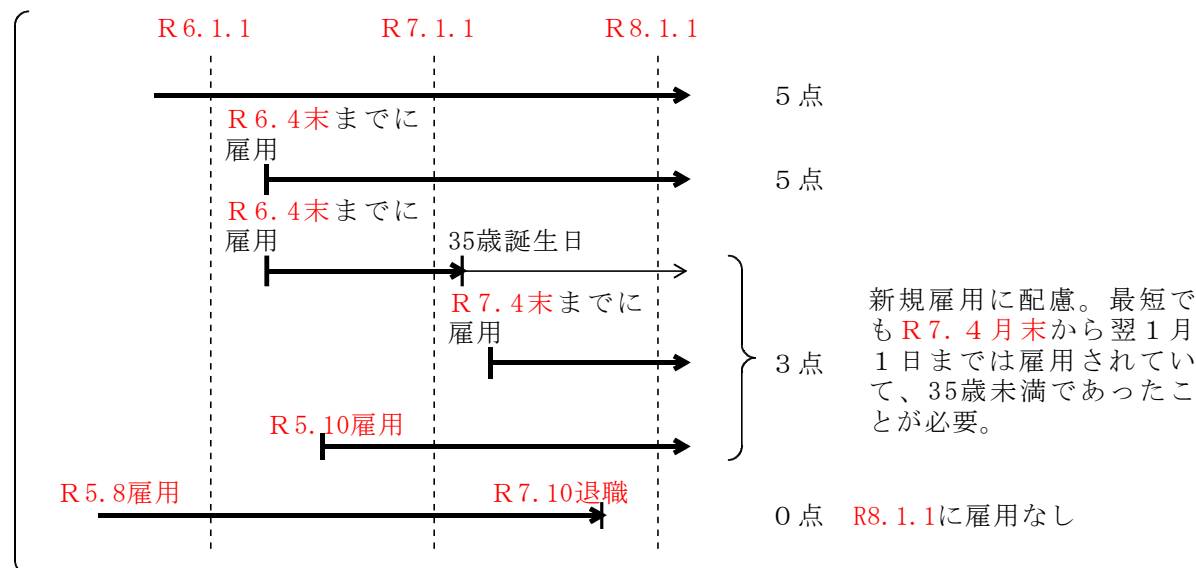 R6.1.1 R7.1.1 R8.1.1
5点
R6.4末までに
雇用
5点
R6.4末までに
雇用
35歳誕生日
R7.4末までに
雇用
3点
新規雇用に配慮。最短で
もR7.4月末から翌1月
1日までは雇用されてい
て、35歳未満であったこ
とが必要。
R5.10雇用
R5.8雇用
R7.10退職
0点 R8.1.1に雇用なし